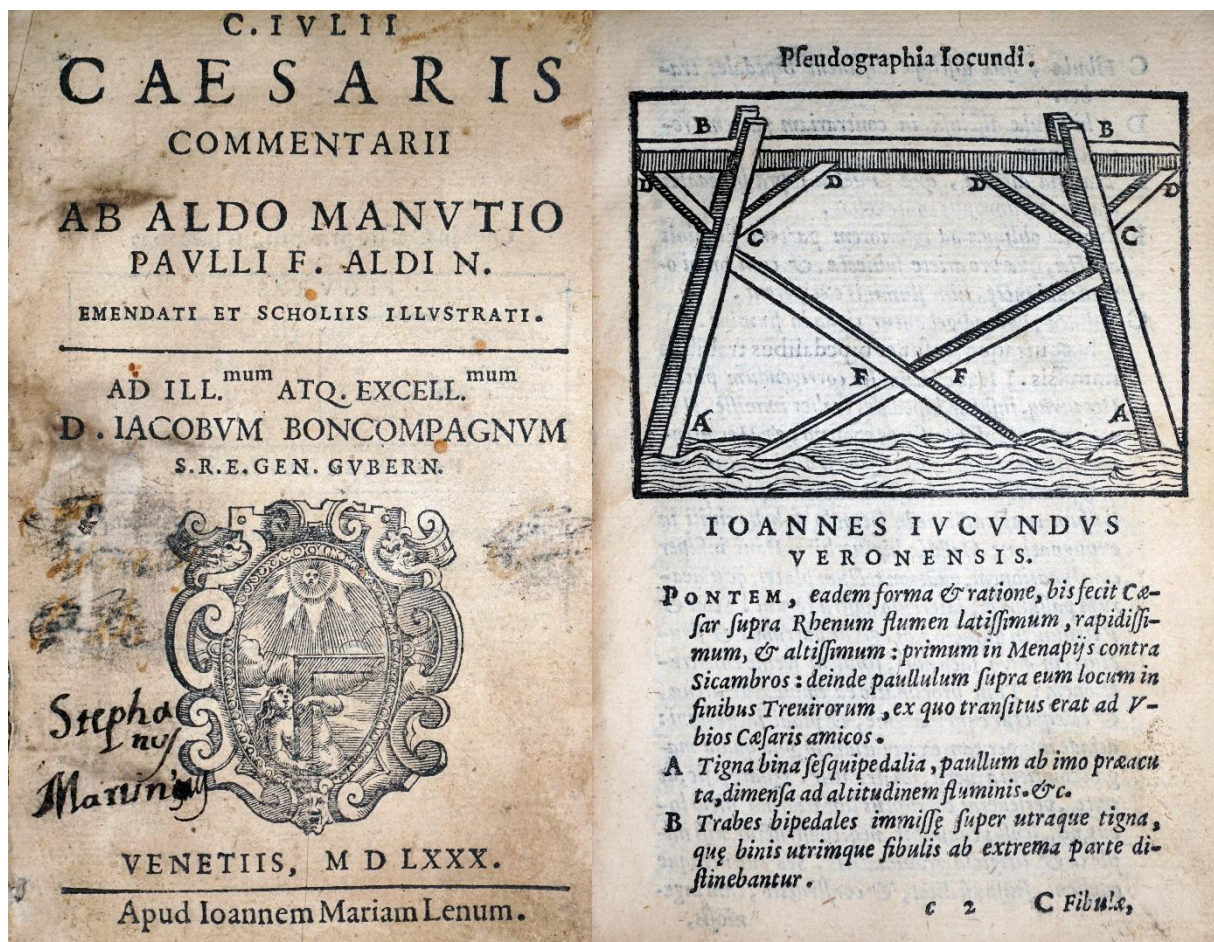 C. IVLII
CAESARIS
COMMENTARII
AB ALDO MANVTIO
PAVLLI F. ALDI N.
EMENDATI ET SCHOLIIS ILLVSTRATI.
AD ILL.mum ATQ. EXCELL.mum
D. IACOBVM BONCOMPAGNVM
S.R.E. GEN. GVBERN.
Stepha
nus
Martin
VENETIIS, M D LXXX.
Apud Ioannem Mariam Lenum.
Pſeudographia Iocundi.
B B
D D D D
C C
F F
A A
IOANNES IVCVNDVS
VERONENSIS.
PONTEM, eadem forma & ratione, bis fecit Cæ-
ſar ſupra Rhenum flumen latiſſimum, rapidiſſi-
mum, & altiſſimum: primum in Menapijs contra
Sicambros: deinde paullulum ſupra eum locum in
finibus Treuirorum, ex quo tranſitus erat ad V-
bios Cæſaris amicos.
A Tigna bina ſeſquipedalia, paullum ab imo præacu
ta, dimenſa ad altitudinem fluminis. &c.
B Trabes bipedales immiſſę ſuper utraque tigna,
quę binis utrimque fibulis ab extrema parte di-
ſtinebantur.
c 2 C Fibulæ,